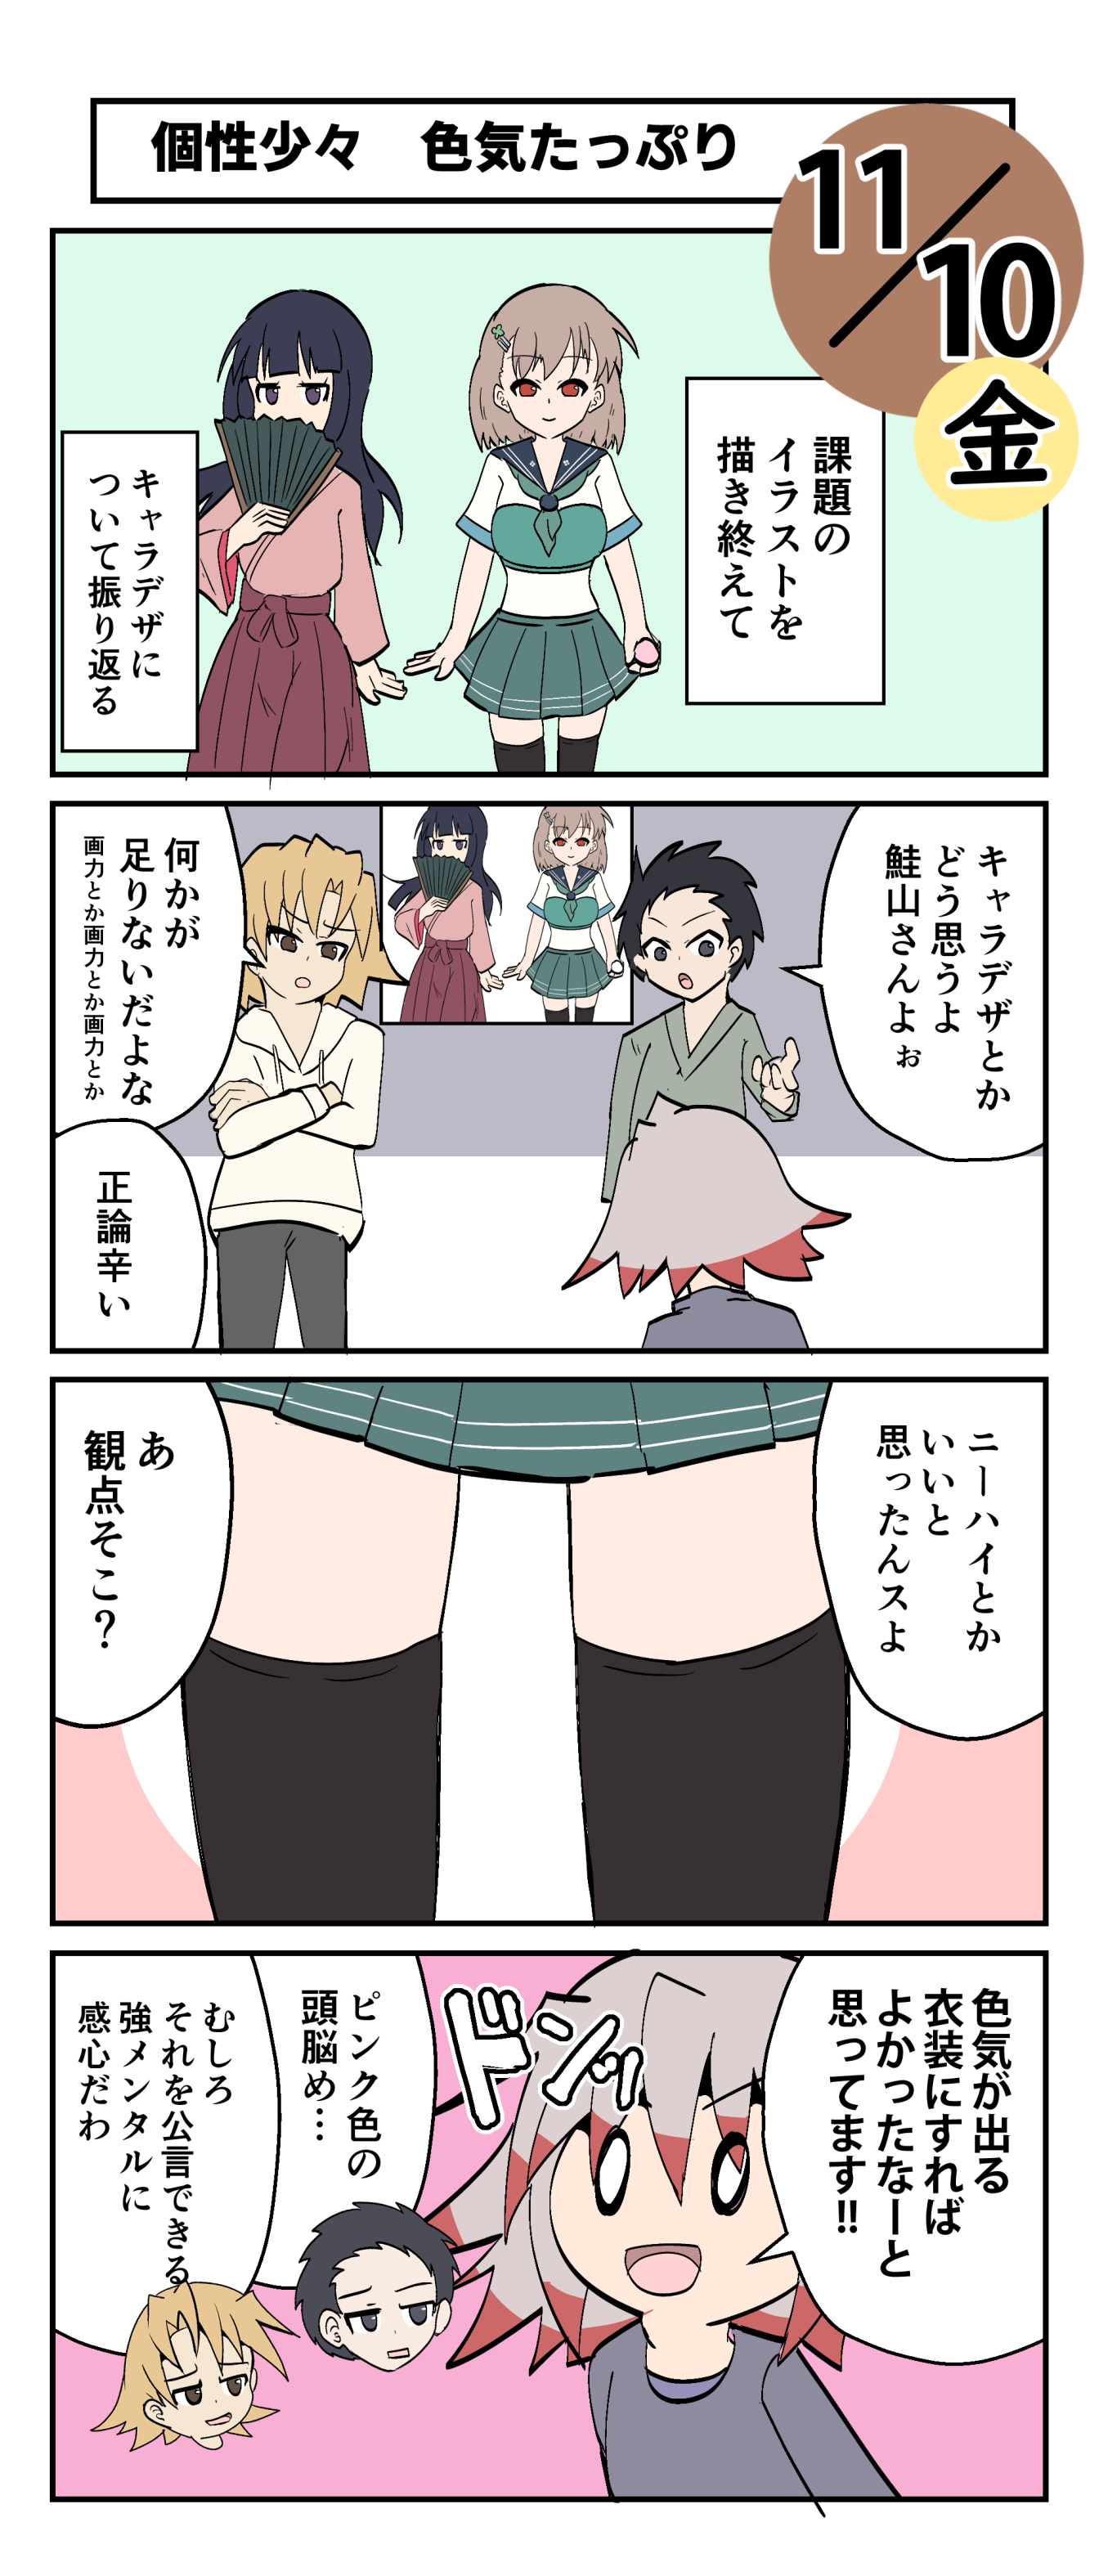 個性少々　色気たっぷり
11/10
金
課題の
イラストを
描き終えて
キャラデザに
ついて振り返る
キャラデザとか
どう思うよ
鮭山さんよぉ
何かが
足りないだよな
画力とか画力とか画力とか
正論辛い
ニーハイとか
いいと
思ったんスよ
あ
観点そこ？
色気が出る
衣装にすれば
よかったなーと
思ってます!!
ドンッ
ピンク色の
頭脳め…
むしろ
それを公言できる
強メンタルに
感心だわ